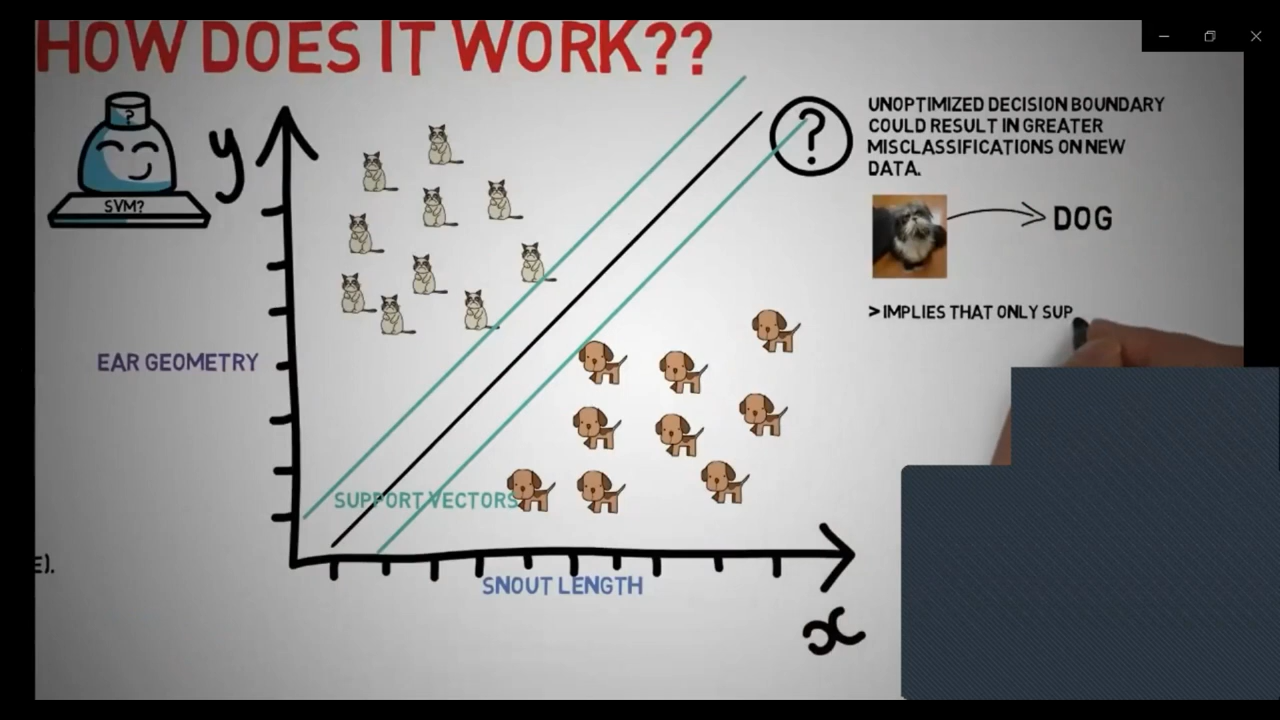 HOW DOES IT WORK??
?
SVM?
y
?
UNOPTIMIZED DECISION BOUNDARY
COULD RESULT IN GREATER
MISCLASSIFICATIONS ON NEW
DATA.
DOG
> IMPLIES THAT ONLY SUP
EAR GEOMETRY
SUPPORT VECTORS
E).
SNOUT LENGTH
x